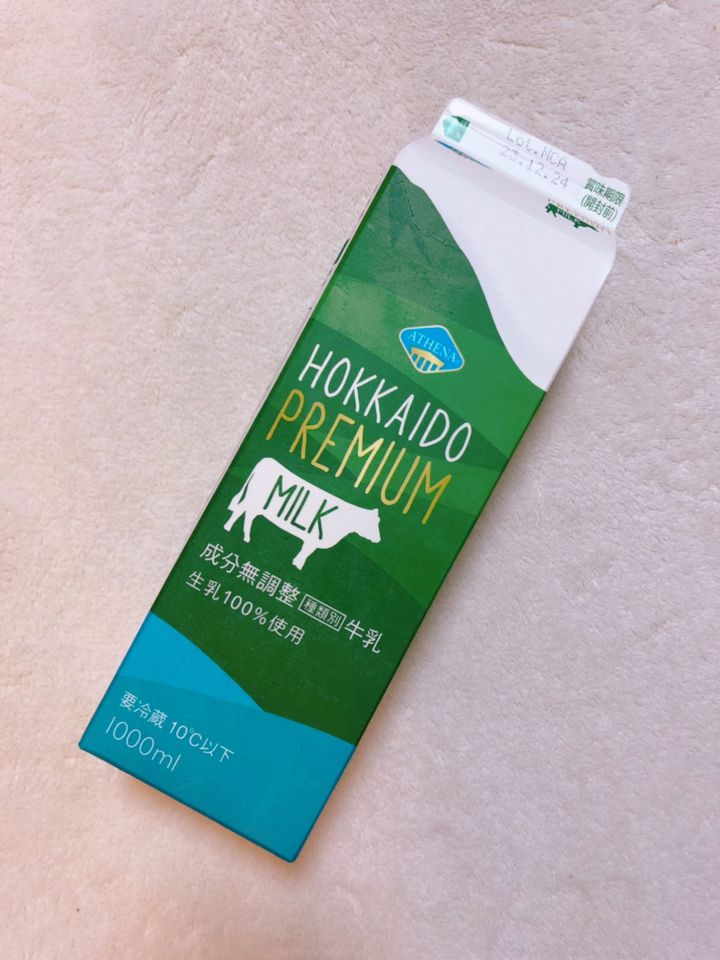 Lot.NCA
23.12.24
賞味期限
(開封前)
MILK
ATHENA
HOKKAIDO
PREMIUM
MILK
成分無調整 種類別 牛乳
生乳100%使用
要冷蔵 10℃以下
1000ml